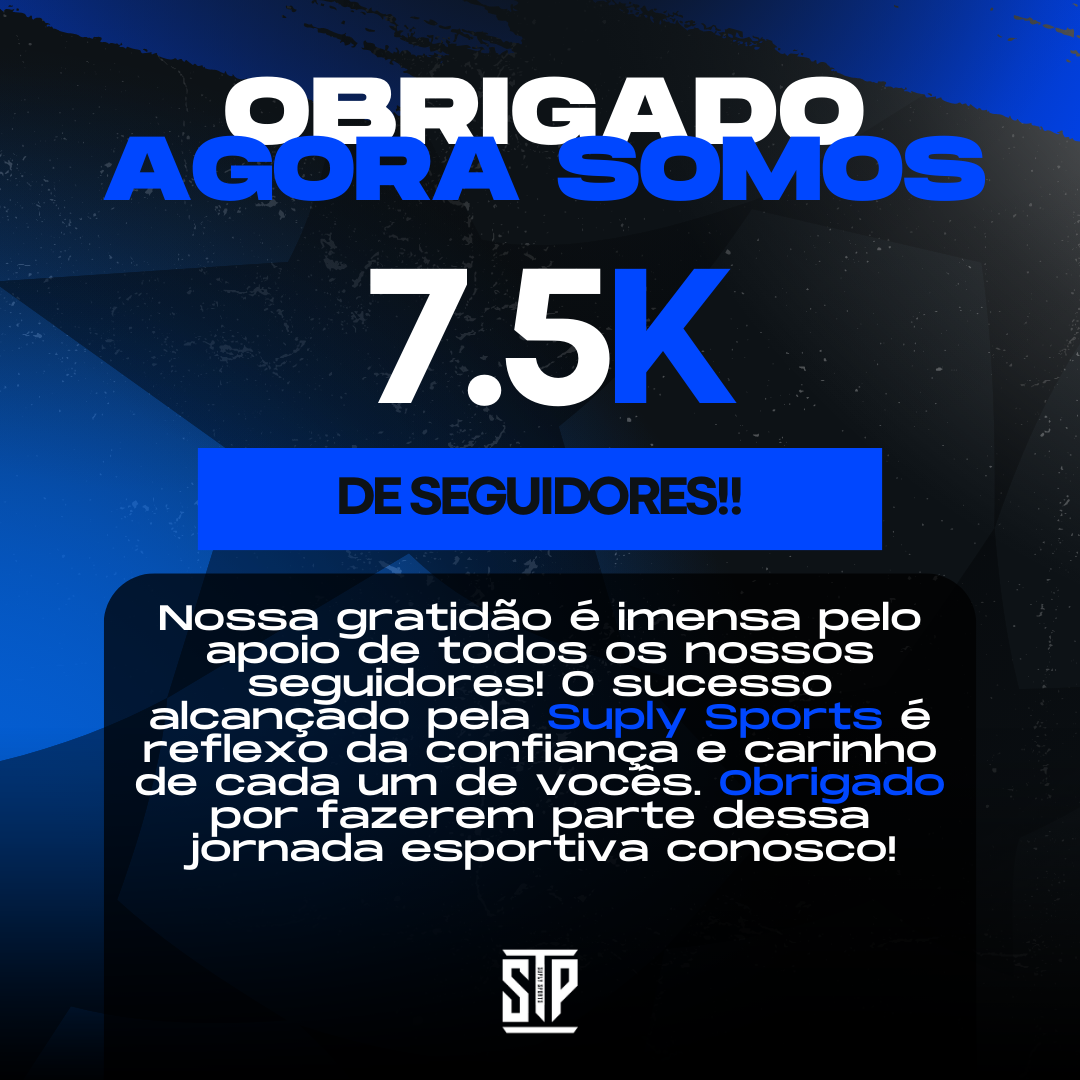 OBRIGADO
AGORA SOMOS
7.5K
DE SEGUIDORES!!
Nossa gratidão é imensa pelo
apoio de todos os nossos
seguidores! O sucesso
alcançado pela Suply Sports é
reflexo da confiança e carinho
de cada um de vocês. Obrigado
por fazerem parte dessa
jornada esportiva conosco!
STP
SUPLY SPORTS